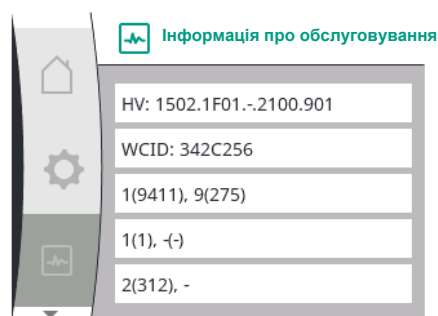 Інформація про обслуговування
HV: 1502.1F01.-.2100.901
WCID: 342C256
1(9411), 9(275)
1(1), -(-)
2(312), -